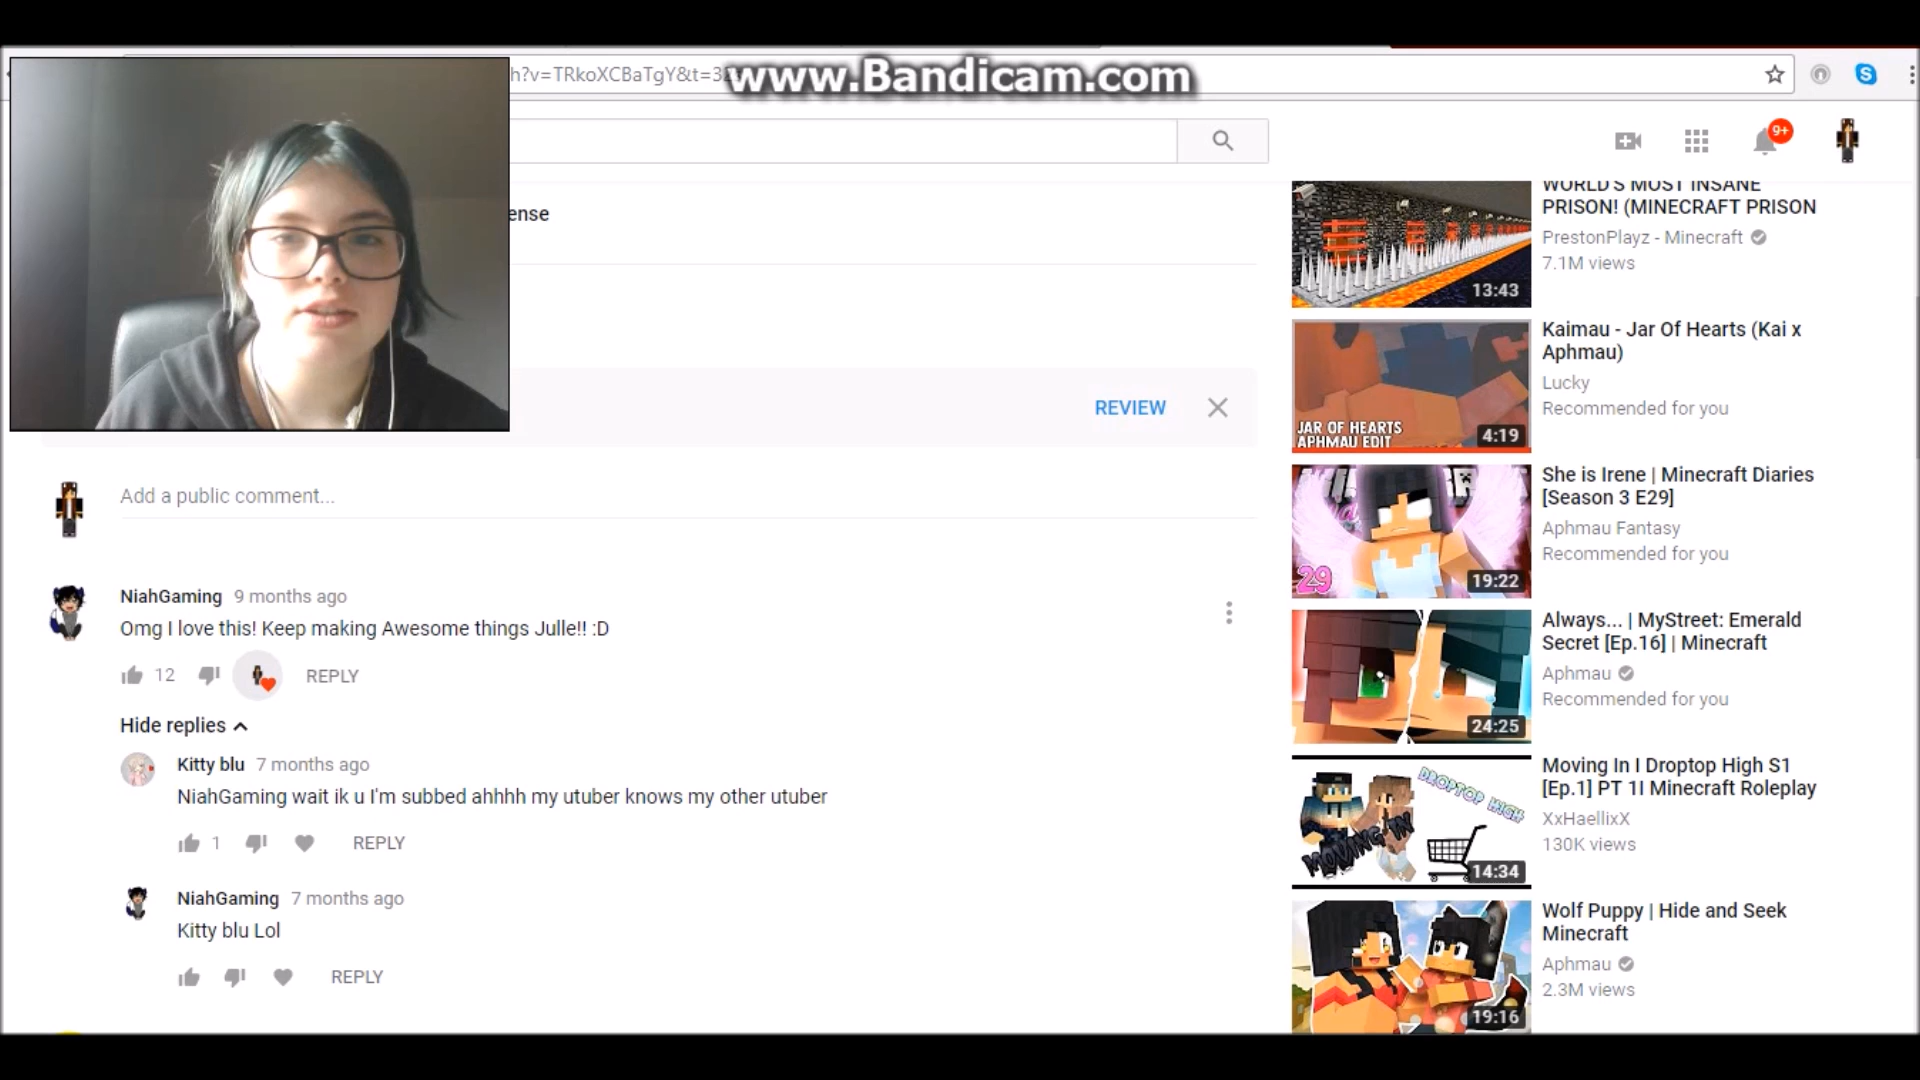 h?v=TRkoXCBaTgY&t=3
www.Bandicam.com
9+
ense
REVIEW
Add a public comment...
NiahGaming 9 months ago
Omg I love this! Keep making Awesome things Julle!! :D
12 REPLY
Hide replies
Kitty blu 7 months ago
NiahGaming wait ik u I'm subbed ahhhh my utuber knows my other utuber
1 REPLY
NiahGaming 7 months ago
Kitty blu Lol
REPLY
WORLD'S MOST INSANE
PRISON! (MINECRAFT PRISON
PrestonPlayz - Minecraft
7.1M views
13:43
Kaimau - Jar Of Hearts (Kai x
Aphmau)
Lucky
Recommended for you
JAR OF HEARTS
APHMAU EDIT
4:19
She is Irene | Minecraft Diaries
[Season 3 E29]
Aphmau Fantasy
Recommended for you
29
19:22
Always... | MyStreet: Emerald
Secret [Ep.16] | Minecraft
Aphmau
Recommended for you
24:25
Moving In I Droptop High S1
[Ep.1] PT 1I Minecraft Roleplay
XxHaellixX
130K views
DROPTOP HIGH
MOVING IN
14:34
Wolf Puppy | Hide and Seek
Minecraft
Aphmau
2.3M views
19:16